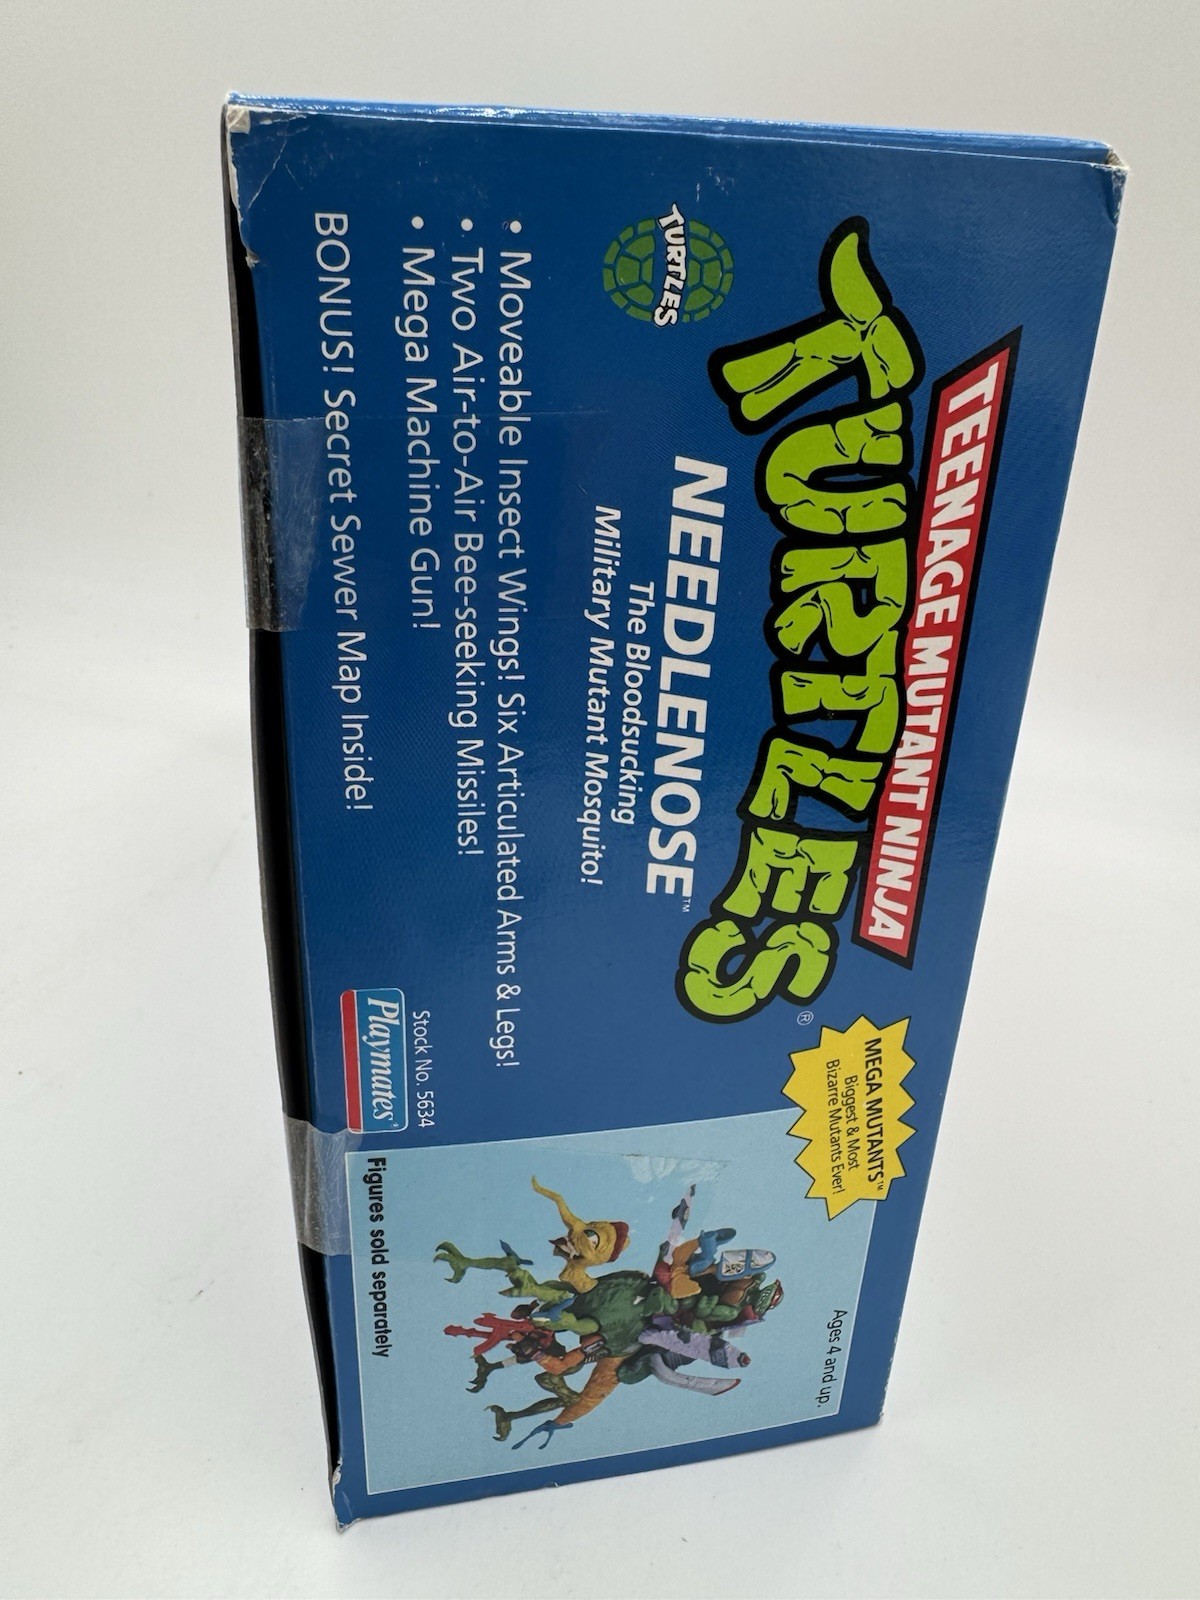 TEENAGE MUTANT NINJA
TURTLES®
TURTLES
NEEDLENOSE™
The Bloodsucking
Military Mutant Mosquito!
• Moveable Insect Wings! Six Articulated Arms & Legs!
• Two Air-to-Air Bee-seeking Missiles!
• Mega Machine Gun!
BONUS! Secret Sewer Map Inside!
MEGA MUTANTS™
Biggest & Most
Bizarre Mutants Ever!
Ages 4 and up.
Stock No. 5634
Playmates®
Figures sold separately